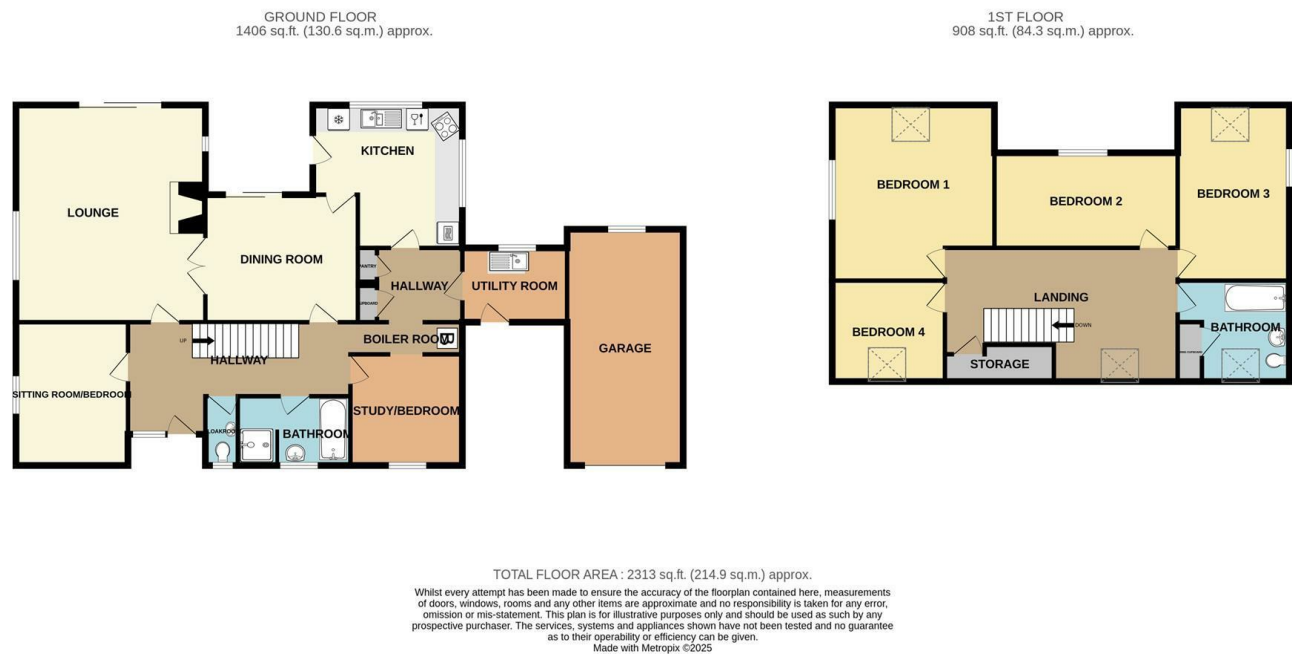 GROUND FLOOR
1406 sq.ft. (130.6 sq.m.) approx.
1ST FLOOR
908 sq.ft. (84.3 sq.m.) approx.
KITCHEN
LOUNGE
DINING ROOM
PANTRY
HALLWAY
UTILITY ROOM
GARAGE
UP
HALLWAY
BOILER ROOM
B
SITTING ROOM/BEDROOM
STUDY/BEDROOM
BATHROOM
BEDROOM 1
BEDROOM 2
BEDROOM 3
LANDING
BEDROOM 4
DOWN
BATHROOM
STORAGE
TOTAL FLOOR AREA : 2313 sq.ft. (214.9 sq.m.) approx.
Whilst every attempt has been made to ensure the accuracy of the floorplan contained here, measurements
of doors, windows, rooms and any other items are approximate and no responsibility is taken for any error,
omission or mis-statement. This plan is for illustrative purposes only and should be used as such by any
prospective purchaser. The services, systems and appliances shown have not been tested and no guarantee
as to their operability or efficiency can be given.
Made with Metropix ©2025